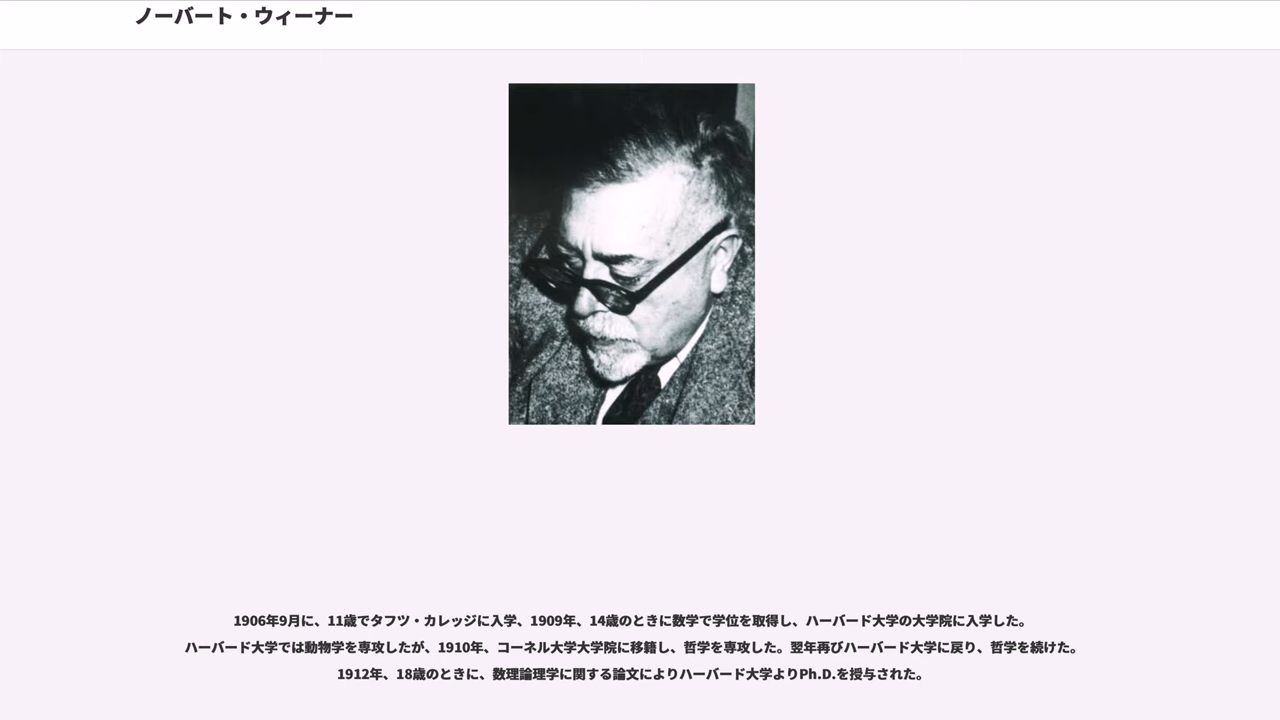 ノーバート・ウィーナー
1906年9月に、11歳でタフツ・カレッジに入学、1909年、14歳のときに数学で学位を取得し、ハーバード大学の大学院に入学した。
ハーバード大学では動物学を専攻したが、1910年、コーネル大学大学院に移籍し、哲学を専攻した。翌年再びハーバード大学に戻り、哲学を続けた。
1912年、18歳のときに、数理論理学に関する論文によりハーバード大学よりPh.D.を授与された。